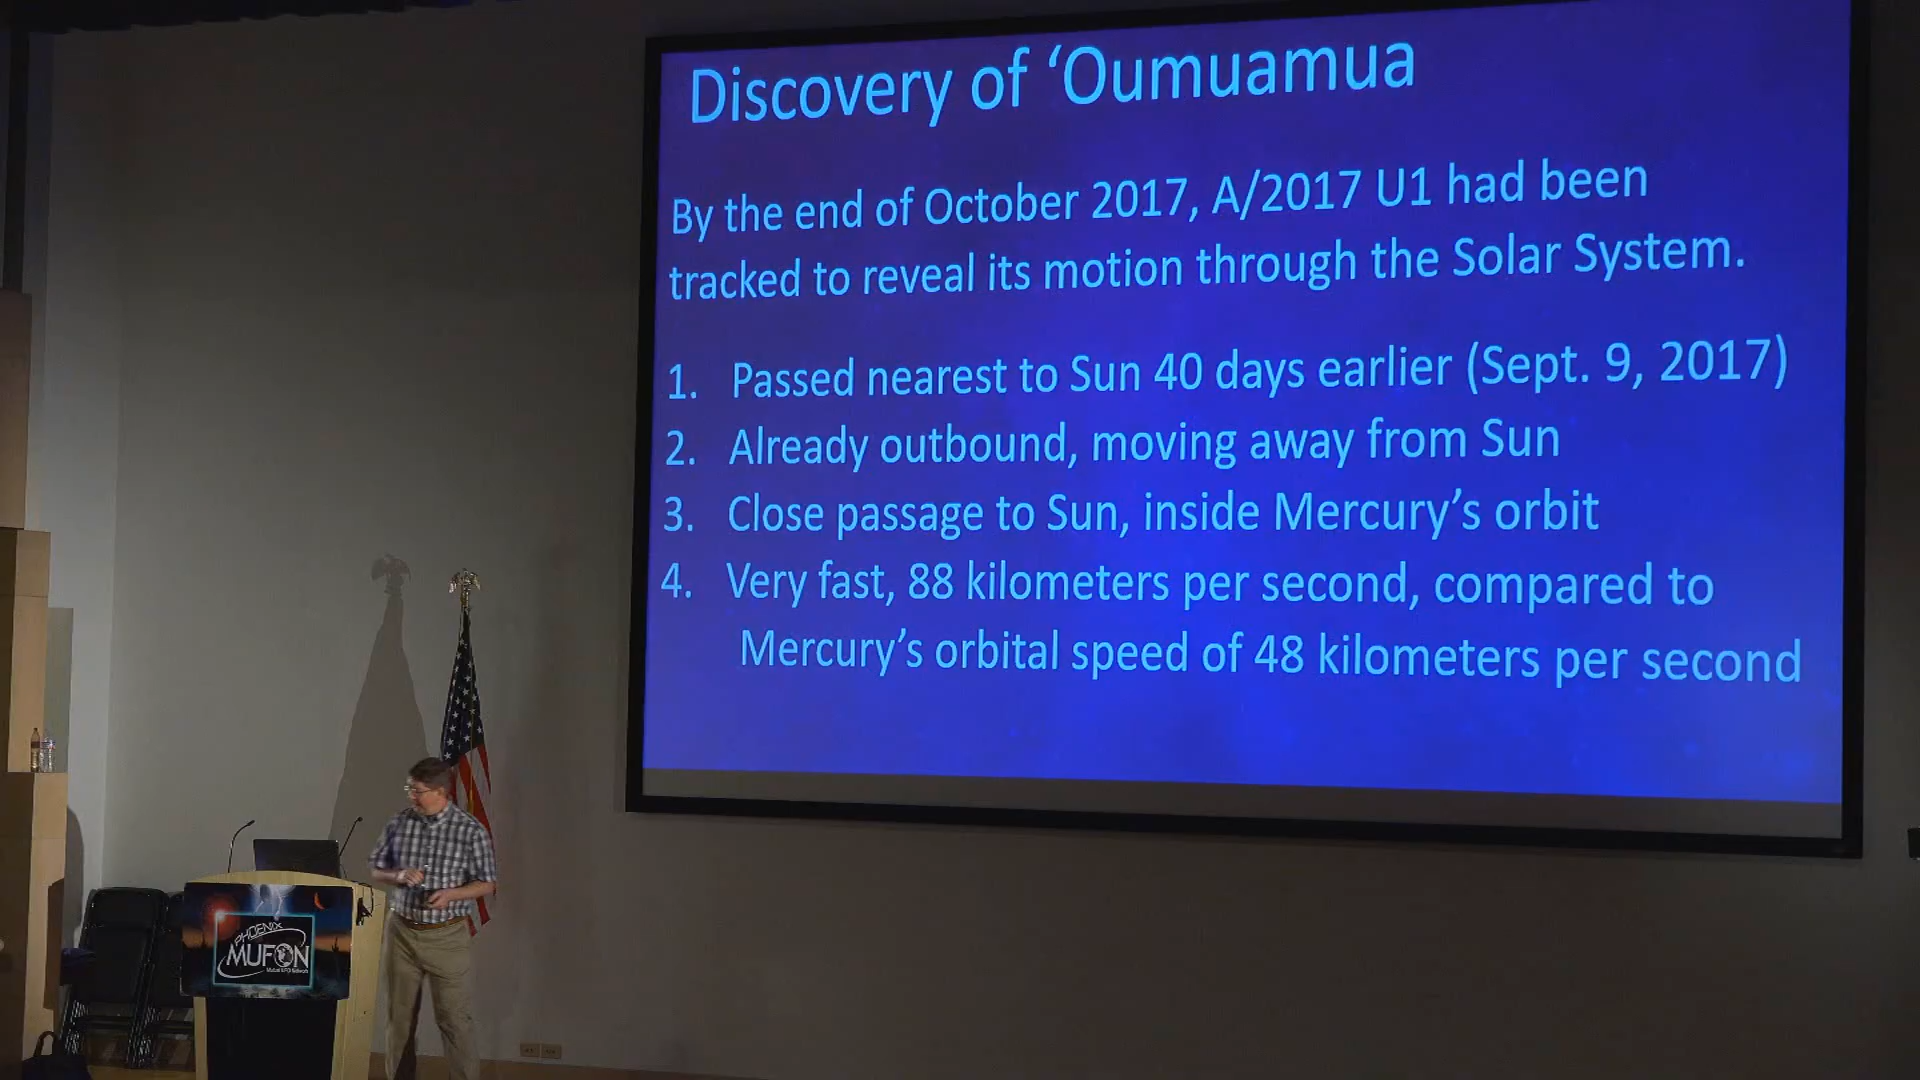 Discovery of ‘Oumuamua
By the end of October 2017, A/2017 U1 had been
tracked to reveal its motion through the Solar System.
1. Passed nearest to Sun 40 days earlier (Sept. 9, 2017)
2. Already outbound, moving away from Sun
3. Close passage to Sun, inside Mercury’s orbit
4. Very fast, 88 kilometers per second, compared to
Mercury’s orbital speed of 48 kilometers per second
PHOENIX
MUFON
Mutual UFO Network